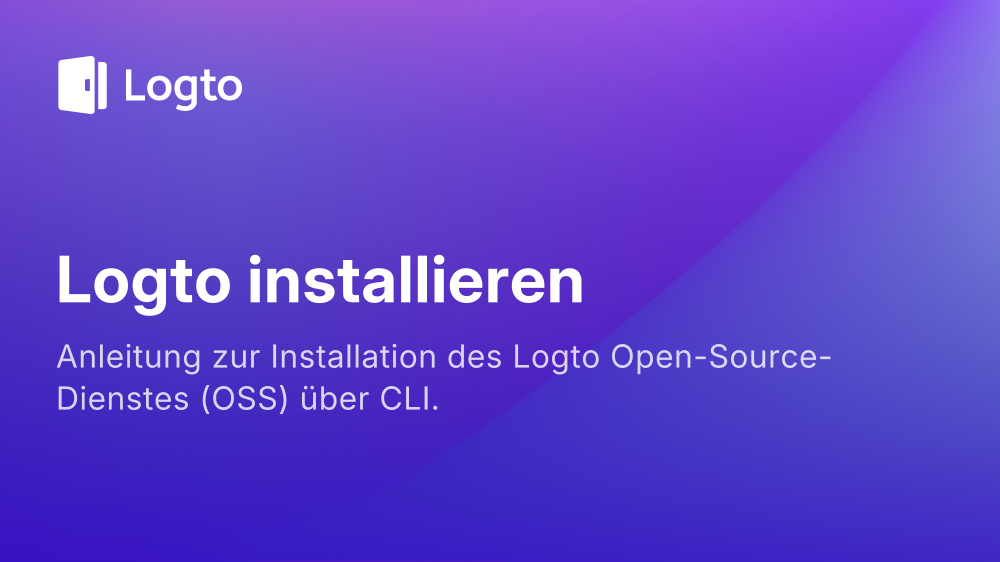 Logto
Logto installieren
Anleitung zur Installation des Logto Open-Source-
Dienstes (OSS) über CLI.